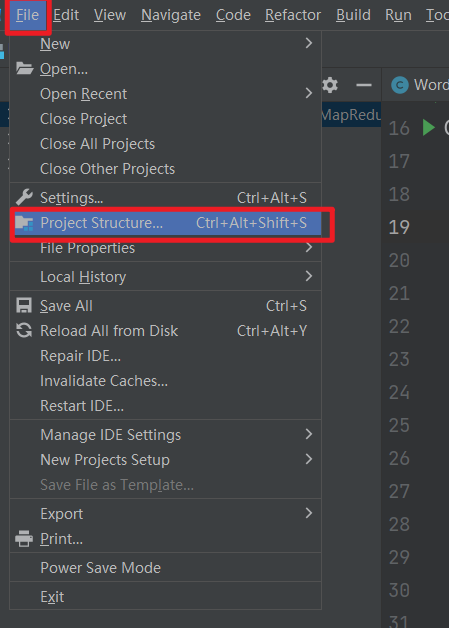 File Edit View Navigate Code Refactor Build Run Too
New
Open...
Open Recent
Close Project
Close All Projects
Close Other Projects
Settings... Ctrl+Alt+S
Project Structure... Ctrl+Alt+Shift+S
File Properties
Local History
Save All Ctrl+S
Reload All from Disk Ctrl+Alt+Y
Repair IDE...
Invalidate Caches...
Restart IDE...
Manage IDE Settings
New Projects Setup
Save File as Template...
Export
Print...
Power Save Mode
Exit
MapRedu
C Word
16
17
18
19
20
21
22
23
24
25
26
27
28
29
30
31